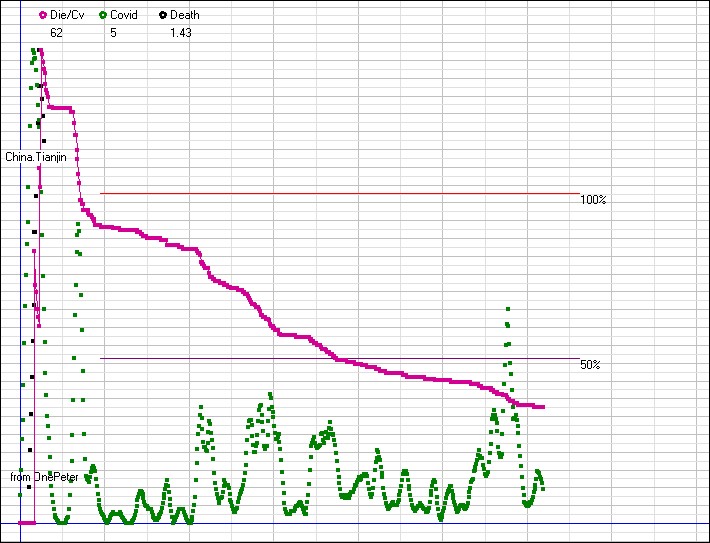 Die/Cv Covid Death
62 5 1.43
China.Tianjin
100%
50%
from OnePeter